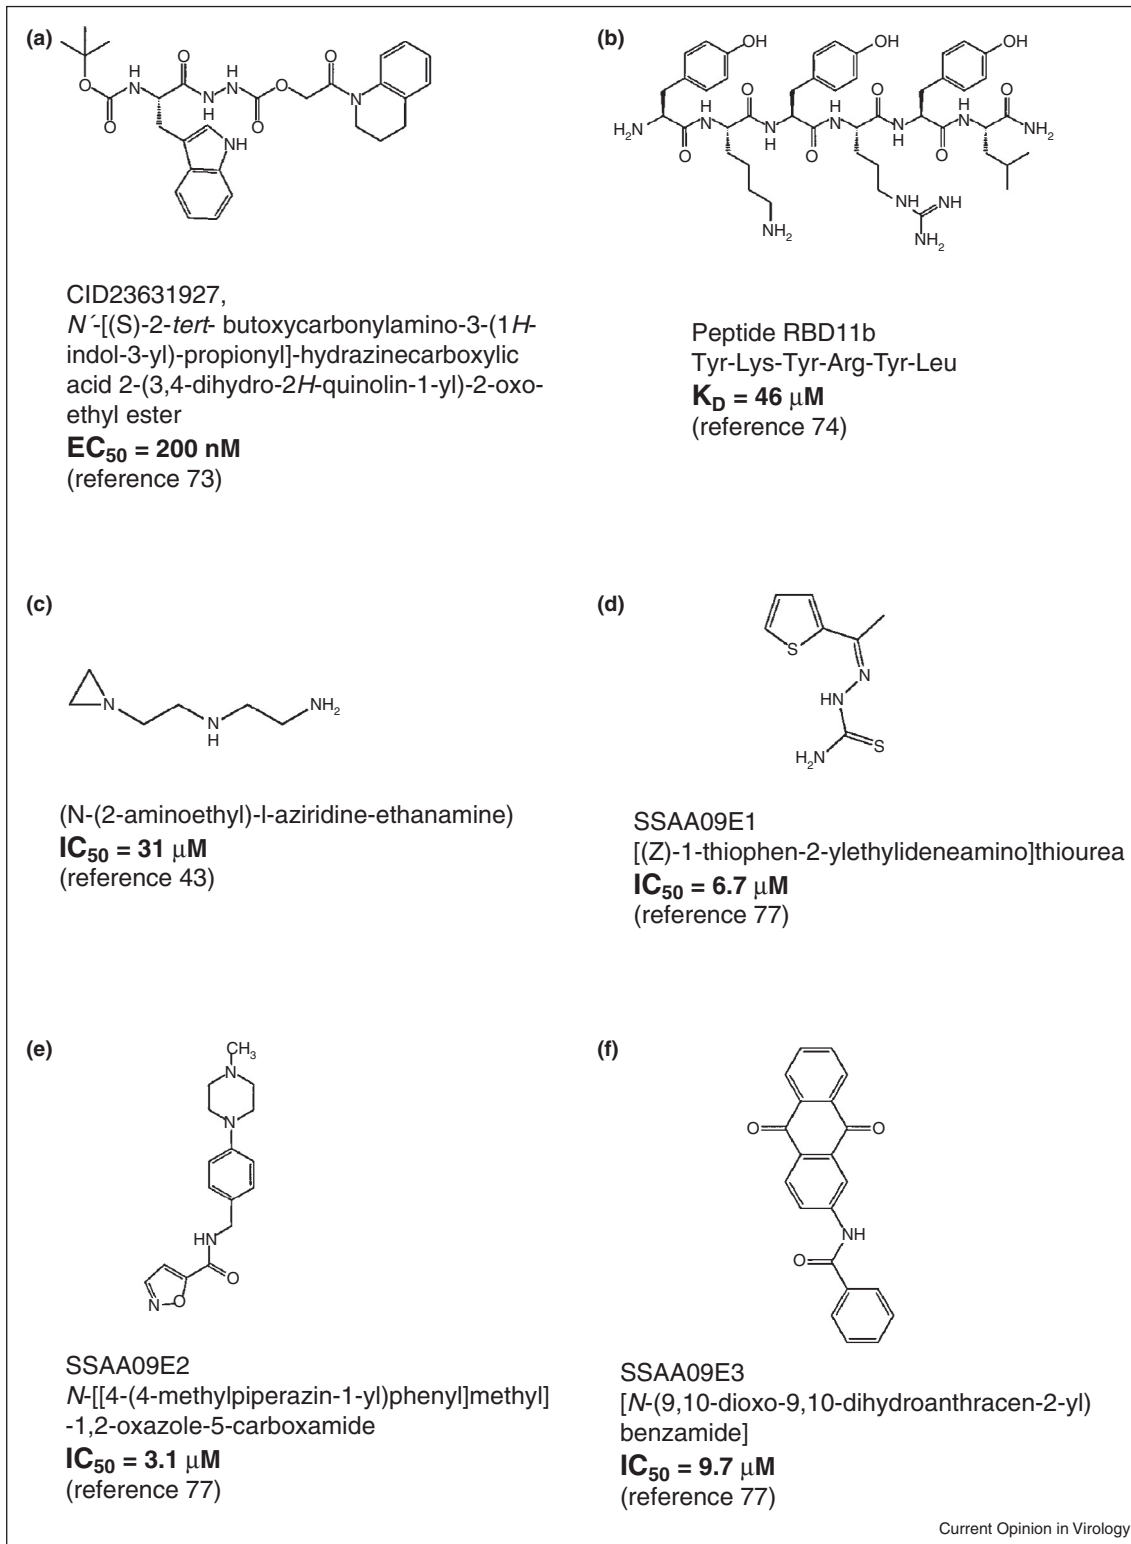 (a)
O
H
N
O
O
N
H
H
N
O
O
O
N
NH
CID23631927,
N´-[(S)-2-tert- butoxycarbonylamino-3-(1H-
indol-3-yl)-propionyl]-hydrazinecarboxylic
acid 2-(3,4-dihydro-2H-quinolin-1-yl)-2-oxo-
ethyl ester
EC50 = 200 nM
(reference 73)
(b)
OH
OH
OH
H2N
O
H
N
O
N
H
O
H
N
O
N
H
O
H
N
O
NH2
NH2
NH
NH
NH2
Peptide RBD11b
Tyr-Lys-Tyr-Arg-Tyr-Leu
KD = 46 μM
(reference 74)
(c)
N
N
H
NH2
(N-(2-aminoethyl)-l-aziridine-ethanamine)
IC50 = 31 μM
(reference 43)
(d)
S
N
HN
H2N
S
SSAA09E1
[(Z)-1-thiophen-2-ylethylideneamino]thiourea
IC50 = 6.7 μM
(reference 77)
(e)
CH3
N
N
HN
O
N
O
SSAA09E2
N-[[4-(4-methylpiperazin-1-yl)phenyl]methyl]
-1,2-oxazole-5-carboxamide
IC50 = 3.1 μM
(reference 77)
(f)
O
O
NH
O
SSAA09E3
[N-(9,10-dioxo-9,10-dihydroanthracen-2-yl)
benzamide]
IC50 = 9.7 μM
(reference 77)
Current Opinion in Virology